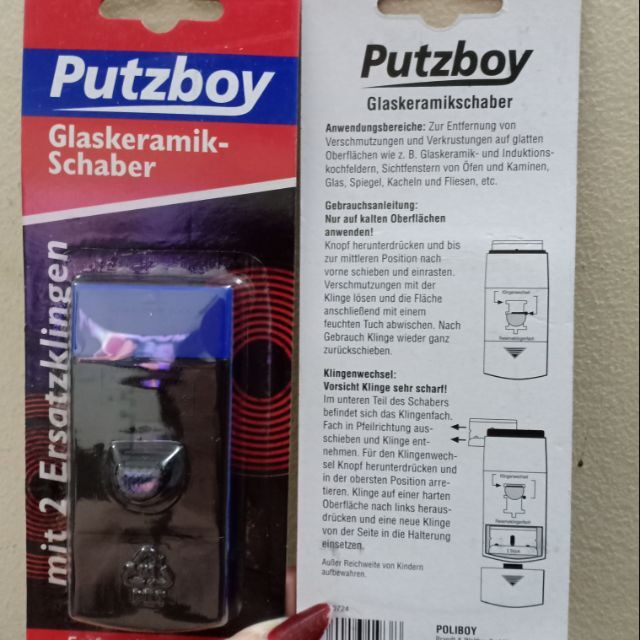 Putzboy
Glaskeramik-
Schaber
mit 2 Ersatzklingen
Putzboy
Glaskeramikschaber
Anwendungsbereiche: Zur Entfernung von
Verschmutzungen und Verkrustungen auf glatten
Oberflächen wie z. B. Glaskeramik- und Induktions-
kochfeldern, Sichtfenstern von Öfen und Kaminen,
Glas, Spiegel, Kacheln und Fliesen, etc.
Gebrauchsanleitung:
Nur auf kalten Oberflächen
anwenden!
Knopf herunterdrücken und bis
zur mittleren Position nach
vorne schieben und einrasten.
Verschmutzungen mit der
Klinge lösen und die Fläche
anschließend mit einem
feuchten Tuch abwischen. Nach
Gebrauch Klinge wieder ganz
zurückschieben.
Klingenwechsel
Klingenwechsel:
Vorsicht Klinge sehr scharf!
Im unteren Teil des Schabers
befindet sich das Klingenfach.
Fach in Pfeilrichtung aus-
schieben und Klinge ent-
nehmen. Für den Klingenwech-
sel Knopf herunterdrücken und
in der obersten Position arre-
tieren. Klinge auf einer harten
Oberfläche nach links heraus-
drücken und eine neue Klinge
von der Seite in die Halterung
einsetzen.
Klingenwechsel
Außer Reichweite von Kindern
aufbewahren.
POLIBOY